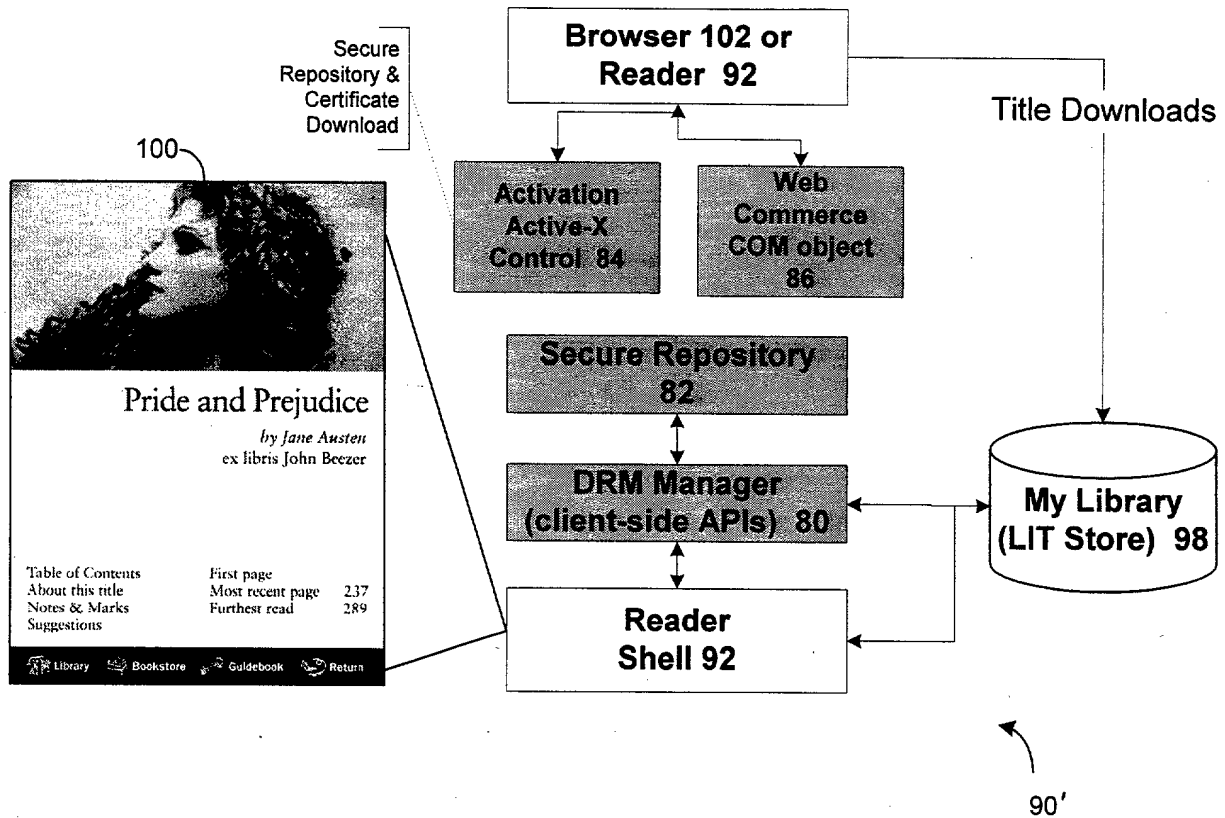 Secure
Repository &
Certificate
Download
Browser 102 or
Reader 92
Title Downloads
100
Activation
Active-X
Control 84
Web
Commerce
COM object
86
Pride and Prejudice
by Jane Austen
ex libris John Beezer
Table of Contents
About this title
Notes & Marks
Suggestions
First page
Most recent page 237
Furthest read 289
Library Bookstore Guidebook Return
Secure Repository
82
DRM Manager
(client-side APIs) 80
Reader
Shell 92
My Library
(LIT Store) 98
90'